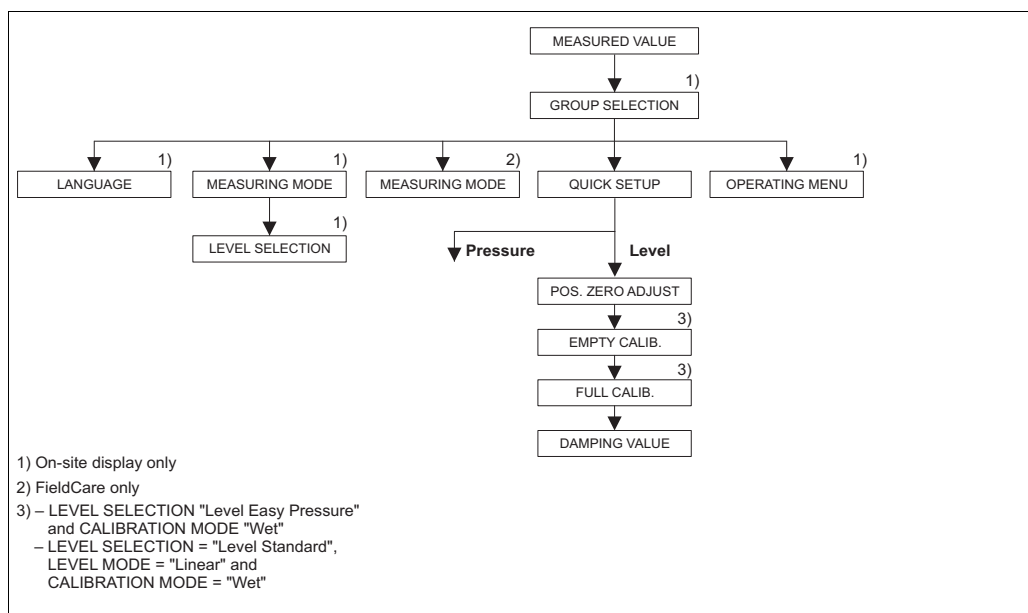 MEASURED VALUE
1)
GROUP SELECTION
1)
1)
2)
1)
LANGUAGE
MEASURING MODE
MEASURING MODE
QUICK SETUP
OPERATING MENU
1)
LEVEL SELECTION
Pressure
Level
POS. ZERO ADJUST
3)
EMPTY CALIB.
3)
FULL CALIB.
DAMPING VALUE
1) On-site display only
2) FieldCare only
3) – LEVEL SELECTION "Level Easy Pressure"
and CALIBRATION MODE "Wet"
– LEVEL SELECTION = "Level Standard",
LEVEL MODE = "Linear" and
CALIBRATION MODE = "Wet"